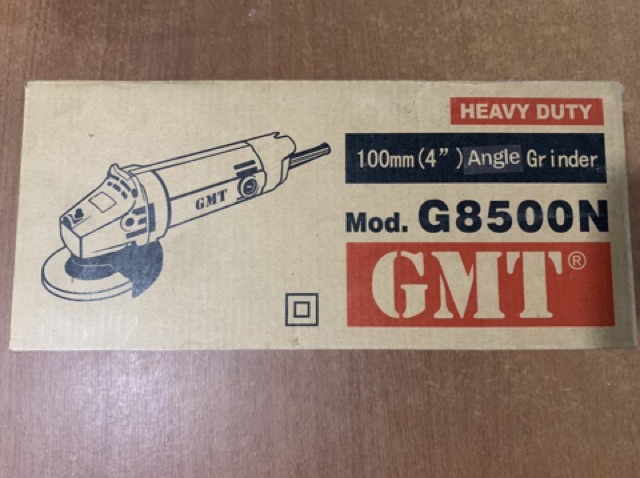 HEAVY DUTY
100mm(4") Angle Grinder
Mod. G8500N
GMT®
GMT